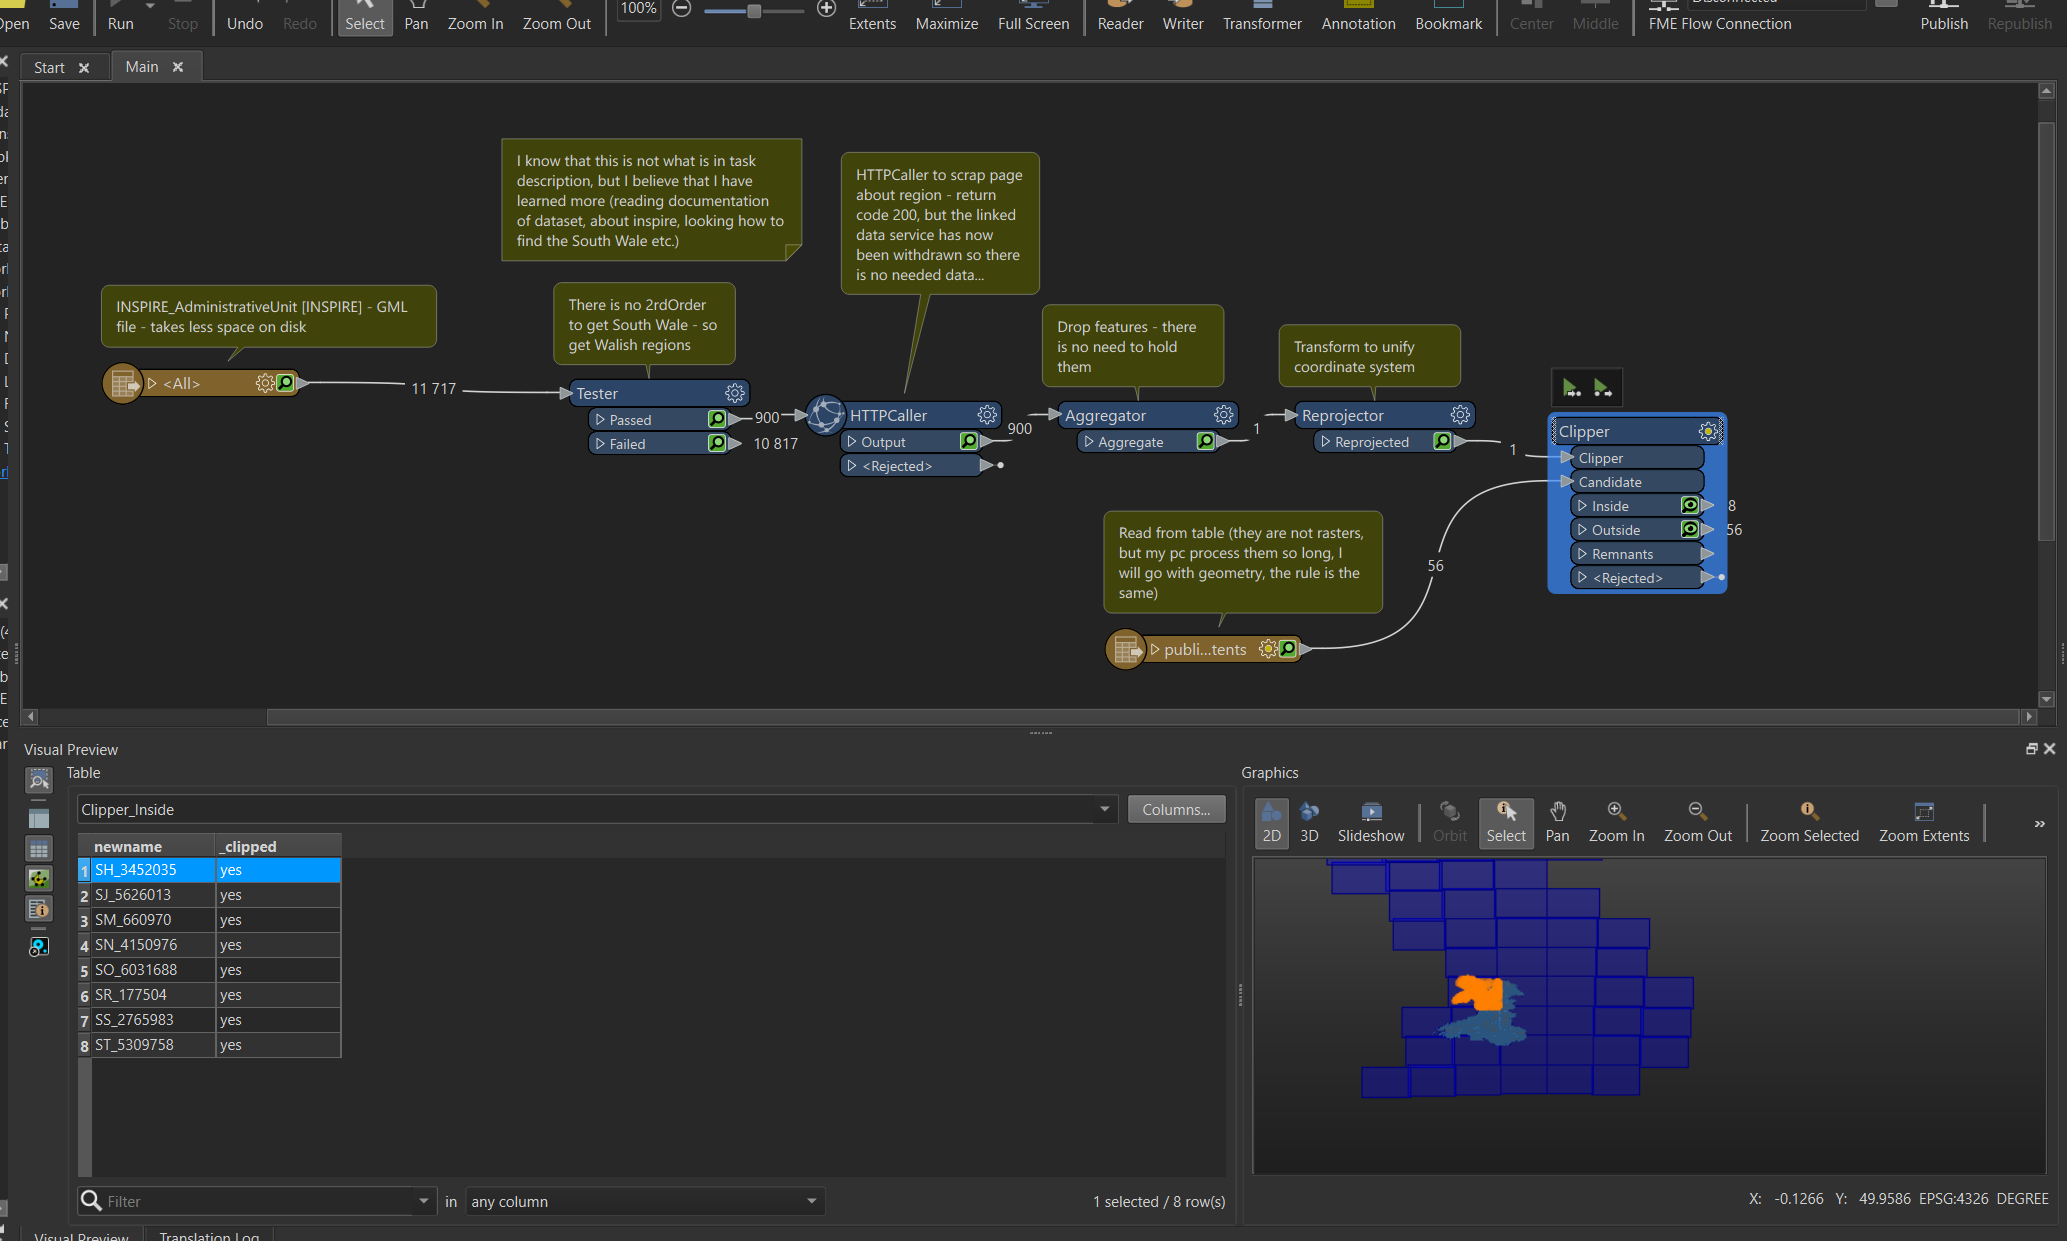 Open Save Run Stop Undo Redo Select Pan Zoom In Zoom Out 100% Extents Maximize Full Screen Reader Writer Transformer Annotation Bookmark Center Middle FME Flow Connection Publish Republish
Start Main
I know that this is not what is in task
description, but I believe that I have
learned more (reading documentation
of dataset, about inspire, looking how to
find the South Wale etc.)
HTTPCaller to scrap page
about region - return
code 200, but the linked
data service has now
been withdrawn so there
is no needed data...
INSPIRE_AdministrativeUnit [INSPIRE] - GML
file - takes less space on disk
There is no 2rdOrder
to get South Wale - so
get Walish regions
Drop features - there
is no need to hold
them
Transform to unify
coordinate system
<All>
11 717
Tester
Passed
900
Failed
10 817
HTTPCaller
Output
900
<Rejected>
Aggregator
Aggregate
1
Reprojector
Reprojected
1
Clipper
Clipper
Candidate
Inside
8
Outside
56
Remnants
<Rejected>
Read from table (they are not rasters,
but my pc process them so long, I
will go with geometry, the rule is the
same)
56
publi...tents
Visual Preview
Table
Clipper_Inside
Columns...
newname _clipped
1 SH_3452035 yes
2 SJ_5626013 yes
3 SM_660970 yes
4 SN_4150976 yes
5 SO_6031688 yes
6 SR_177504 yes
7 SS_2765983 yes
8 ST_5309758 yes
Filter in any column 1 selected / 8 row(s)
Graphics
2D 3D Slideshow Orbit Select Pan Zoom In Zoom Out Zoom Selected Zoom Extents »
X: -0.1266 Y: 49.9586 EPSG:4326 DEGREE
Visual Preview Translation Log